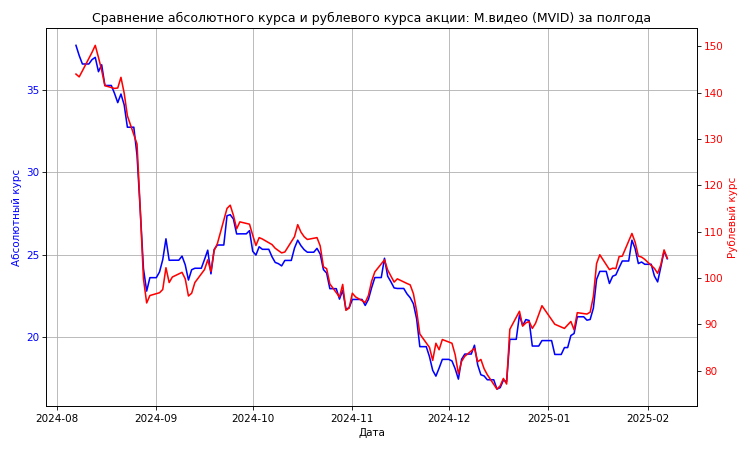 Сравнение абсолютного курса и рублевого курса акции: М.видео (MVID) за полгода
Абсолютный курс
35
30
25
20
150
140
130
120
110
100
90
80
Рублевый курс
2024-08 2024-09 2024-10 2024-11 2024-12 2025-01 2025-02
Дата